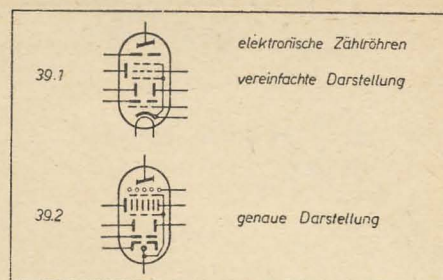 elektronische Zählröhren
39.1
vereinfachte Darstellung
39.2
genaue Darstellung